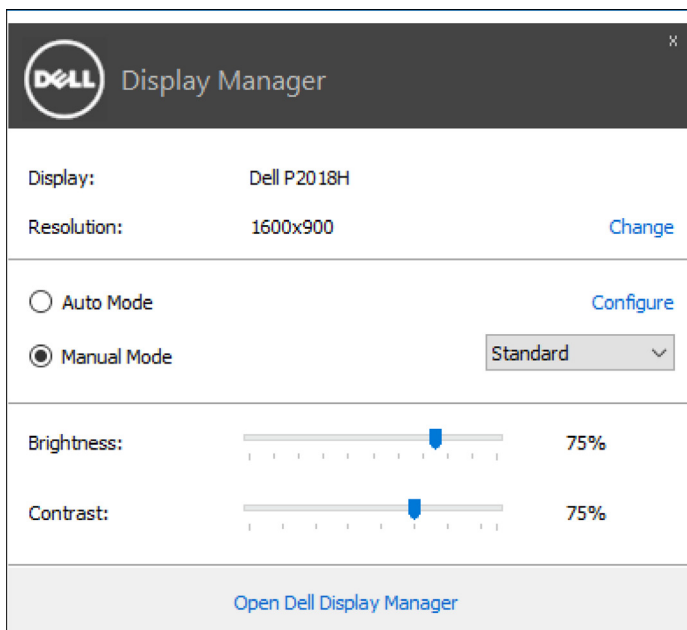 DELL Display Manager x
Display: Dell P2018H
Resolution: 1600x900 Change
Auto Mode Configure
Manual Mode Standard
Brightness: 75%
Contrast: 75%
Open Dell Display Manager